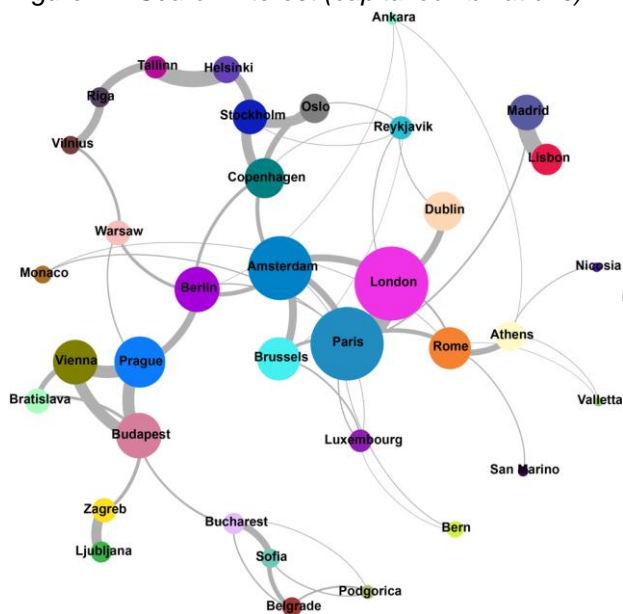 Ankara
Tallinn
Helsinki
Riga
Stockholm
Oslo
Reykjavik
Madrid
Vilnius
Lisbon
Copenhagen
Dublin
Warsaw
Monaco
Amsterdam
London
Nicosia
Berlin
Athens
Vienna
Prague
Brussels
Paris
Rome
Bratislava
Valletta
Budapest
Luxembourg
San Marino
Zagreb
Bucharest
Bern
Ljubljana
Sofia
Podgorica
Belgrade